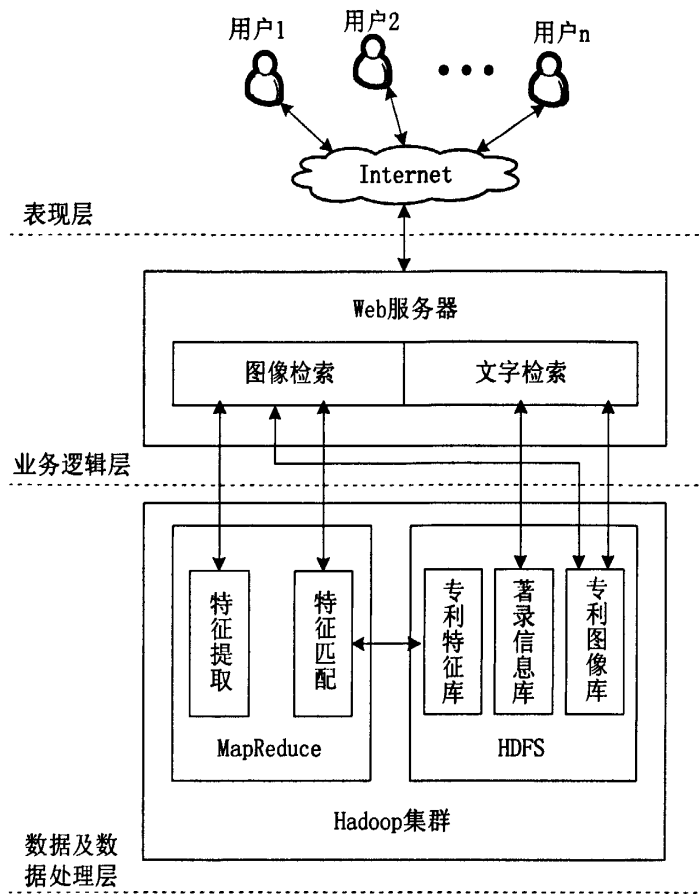 用户1
用户2
用户n
Internet
表现层
Web服务器
图像检索
文字检索
业务逻辑层
特征提取
特征匹配
专利特征库
著录信息库
专利图像库
MapReduce
HDFS
Hadoop集群
数据及数
据处理层